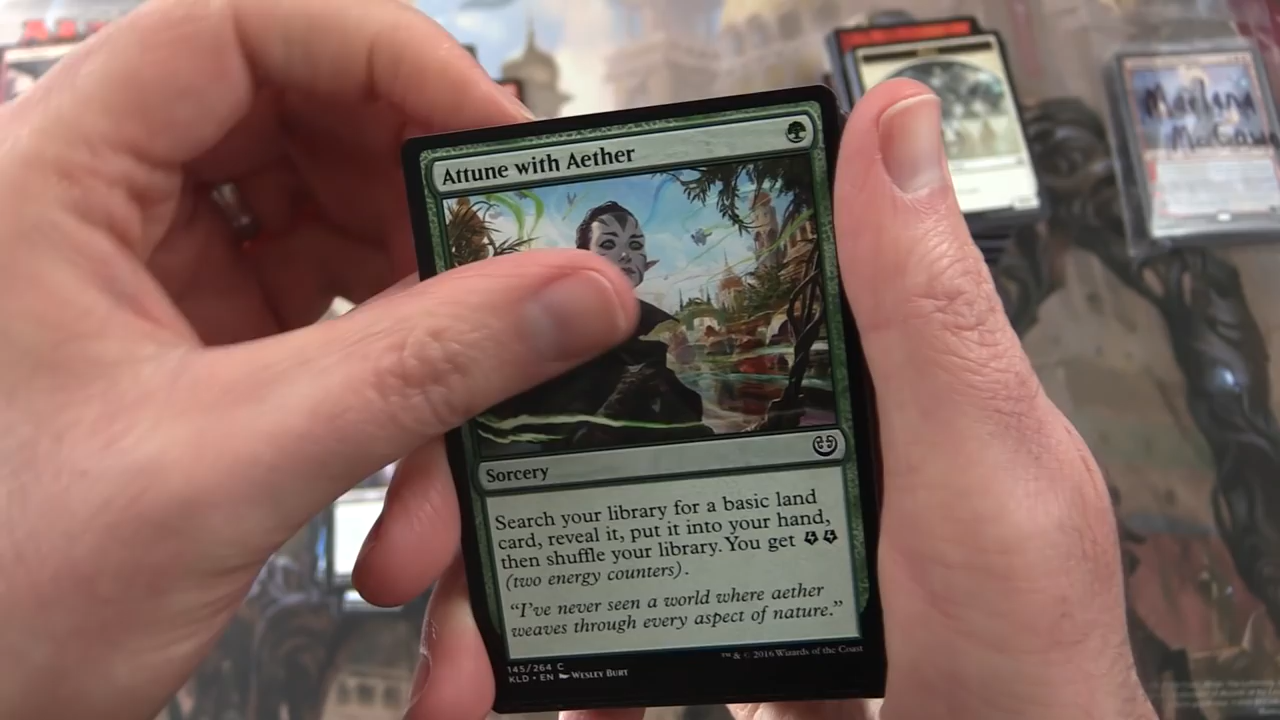 Attune with Aether
Sorcery
Search your library for a basic land
card, reveal it, put it into your hand,
then shuffle your library. You get
(two energy counters).
"I've never seen a world where aether
weaves through every aspect of nature."
145/264 C
KLD • EN Wesley Burt
™ & © 2016 Wizards of the Coast